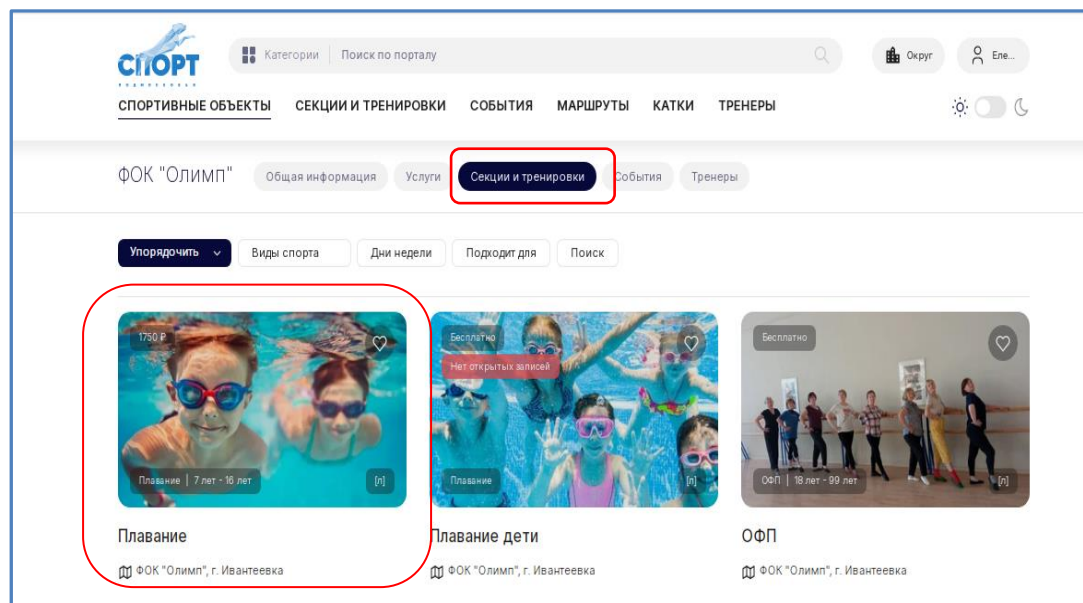 СПОРТ
ПОДМОСКОВЬЯ
Категории
Поиск по порталу
Округ
Еле...
СПОРТИВНЫЕ ОБЪЕКТЫ
СЕКЦИИ И ТРЕНИРОВКИ
СОБЫТИЯ
МАРШРУТЫ
КАТКИ
ТРЕНЕРЫ
ФОК "Олимп"
Общая информация
Услуги
Секции и тренировки
События
Тренеры
Упорядочить
Виды спорта
Дни недели
Подходит для
Поиск
1750 ₽
Плавание | 7 лет - 16 лет
[л]
Плавание
ФОК "Олимп", г. Ивантеевка
Бесплатно
Нет открытых записей
Плавание
[л]
Плавание дети
ФОК "Олимп", г. Ивантеевка
Бесплатно
ОФП | 18 лет - 99 лет
[л]
ОФП
ФОК "Олимп", г. Ивантеевка